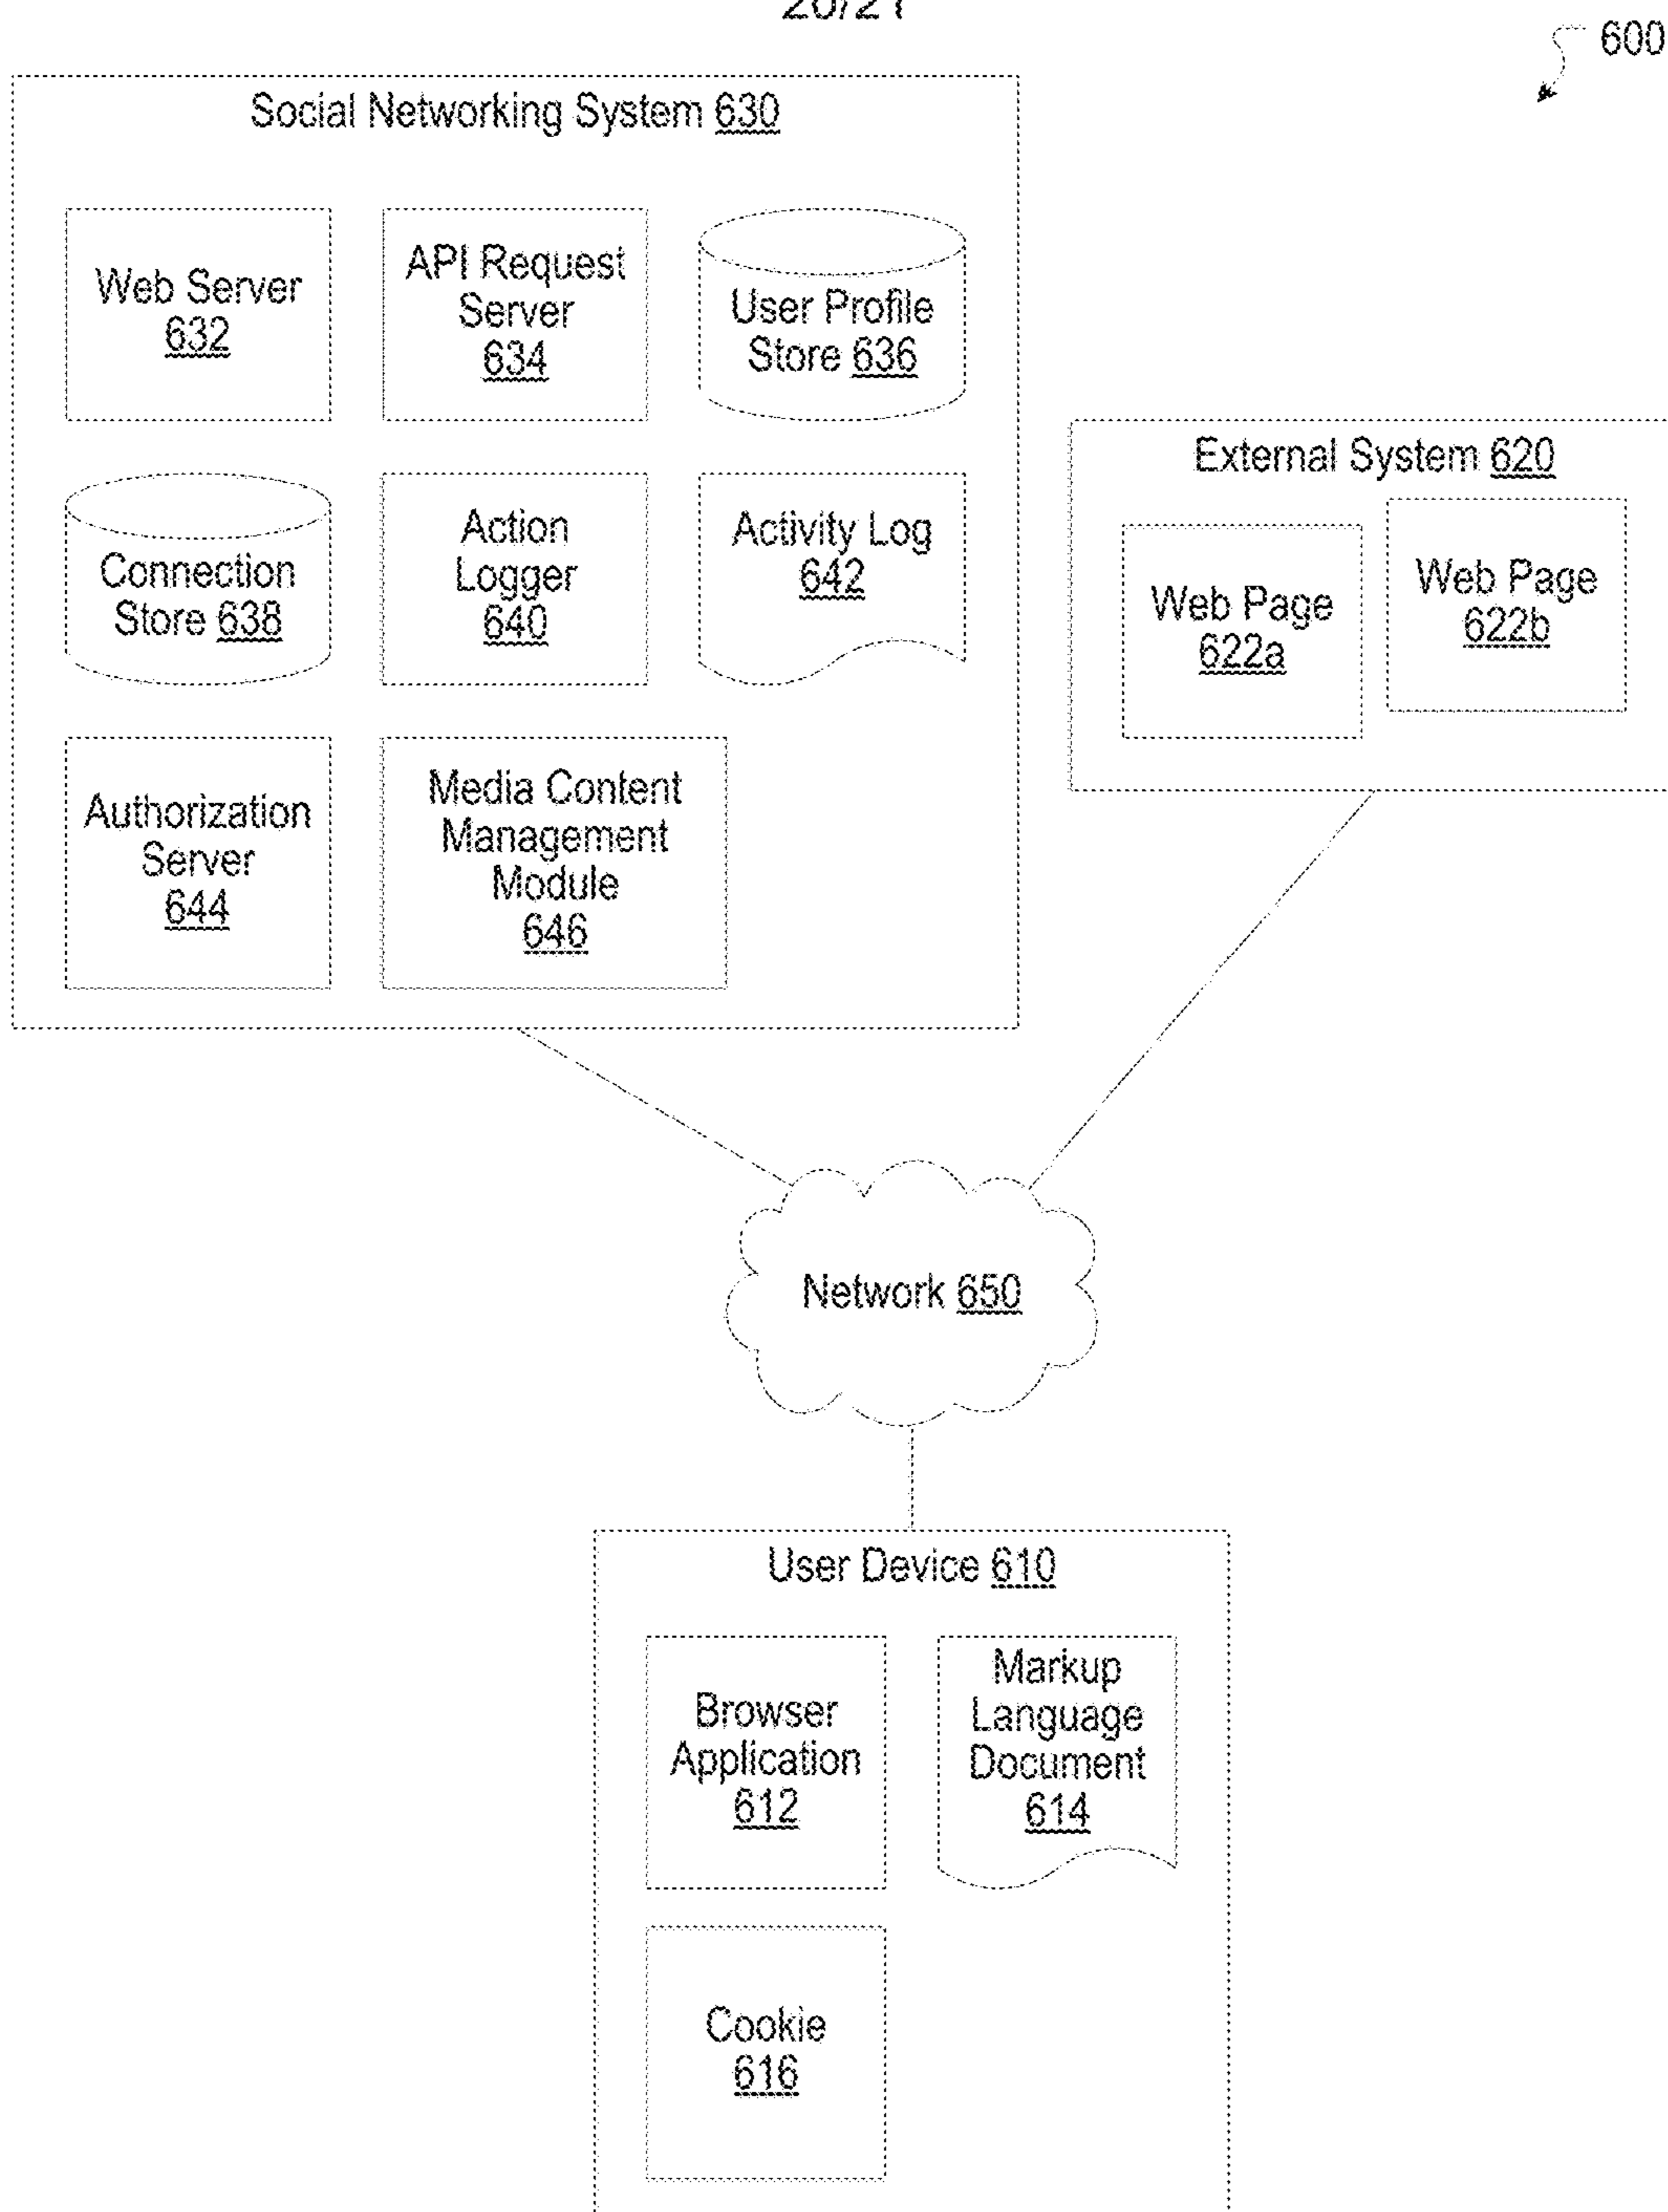 20/21
600
Social Networking System 630
Web Server
632
API Request
Server
634
User Profile
Store 636
Connection
Store 638
Action
Logger
640
Activity Log
642
Authorization
Server
644
Media Content
Management
Module
646
External System 620
Web Page
622a
Web Page
622b
Network 650
User Device 610
Browser
Application
612
Markup
Language
Document
614
Cookie
616